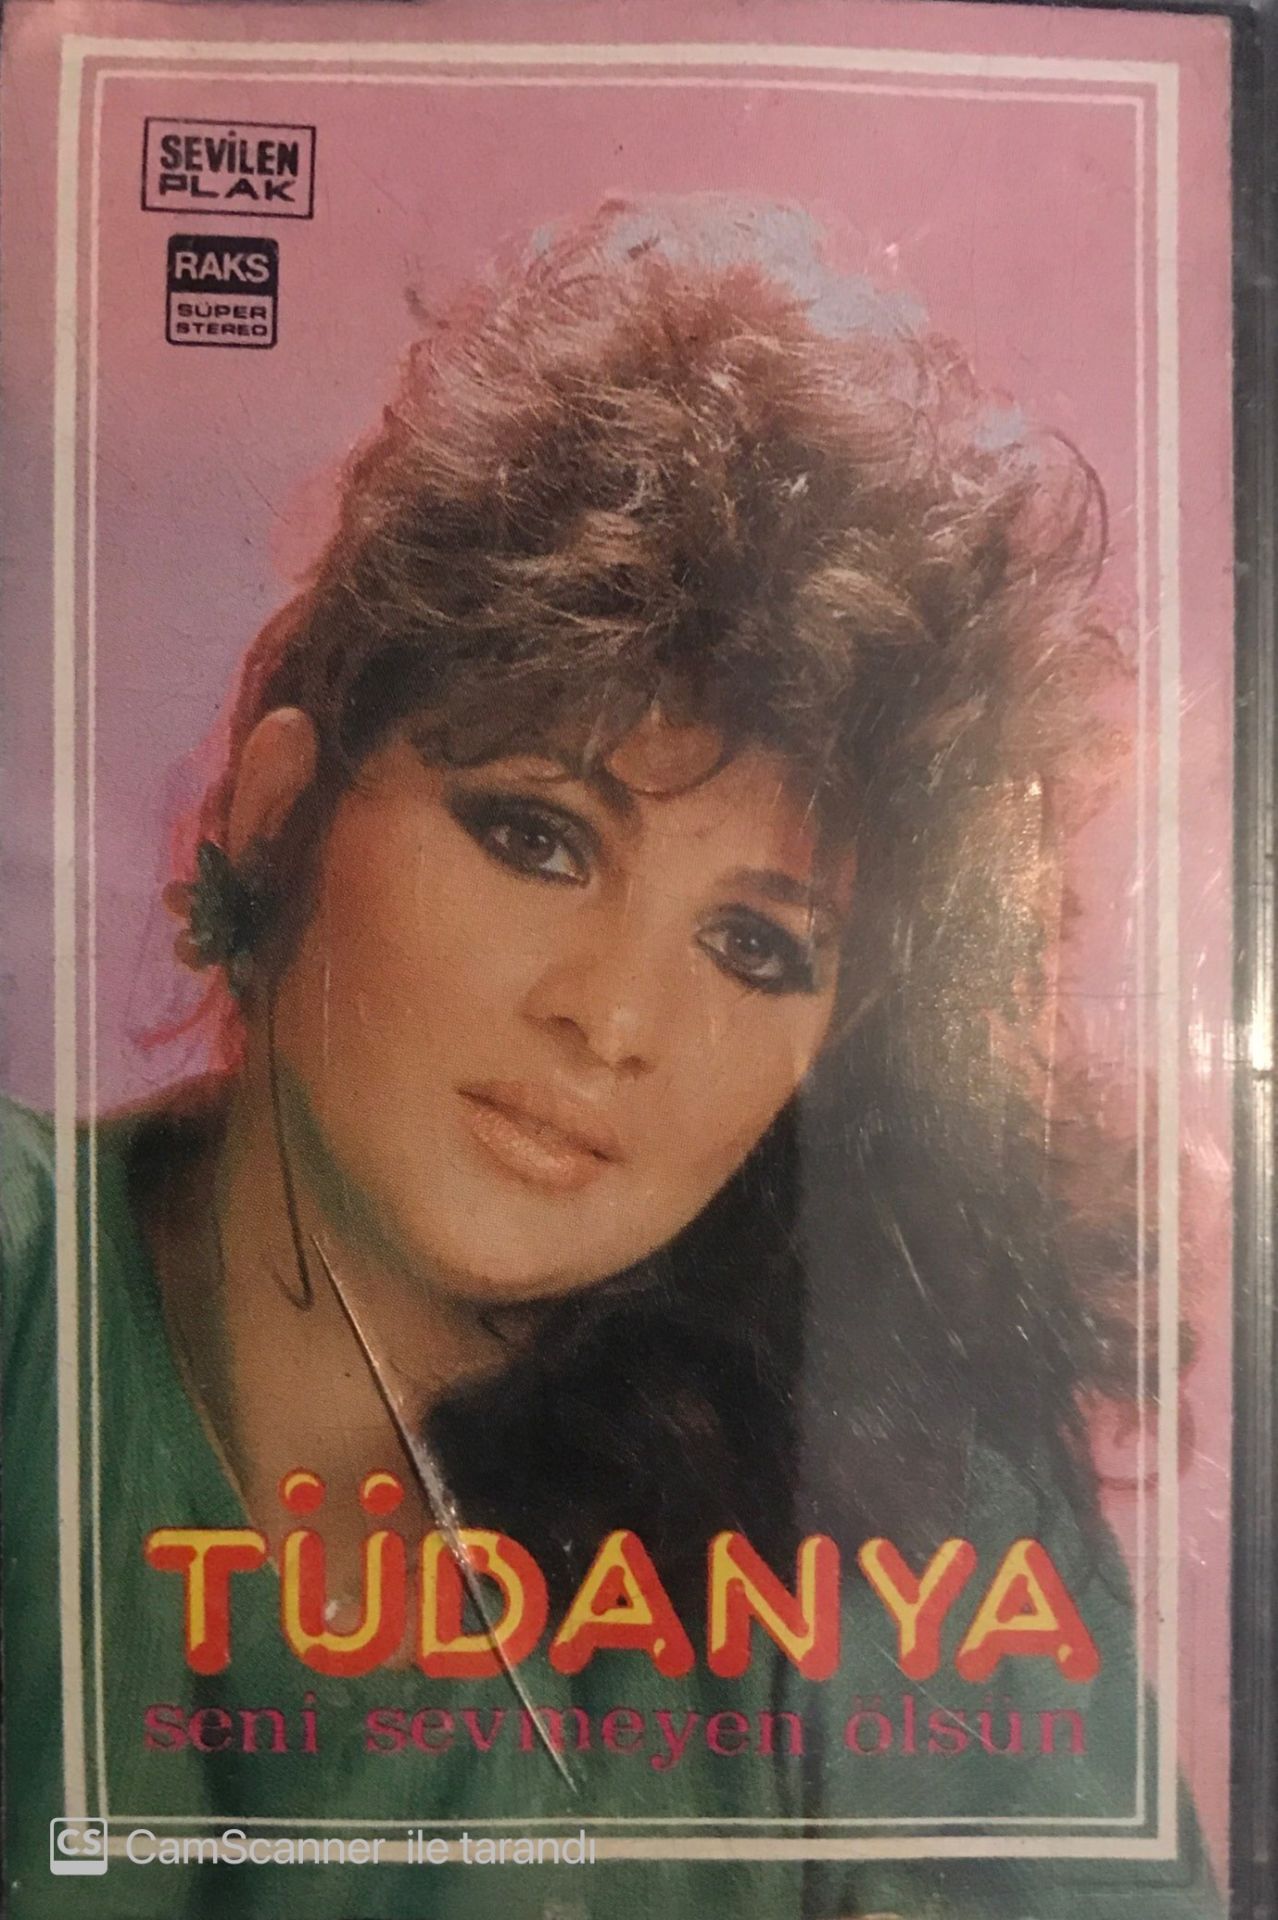 SEVİLEN
PLAK
RAKS
SÜPER
STEREO
TÜDANYA
seni sevmeyen ölsün
CS CamScanner ile tarandı